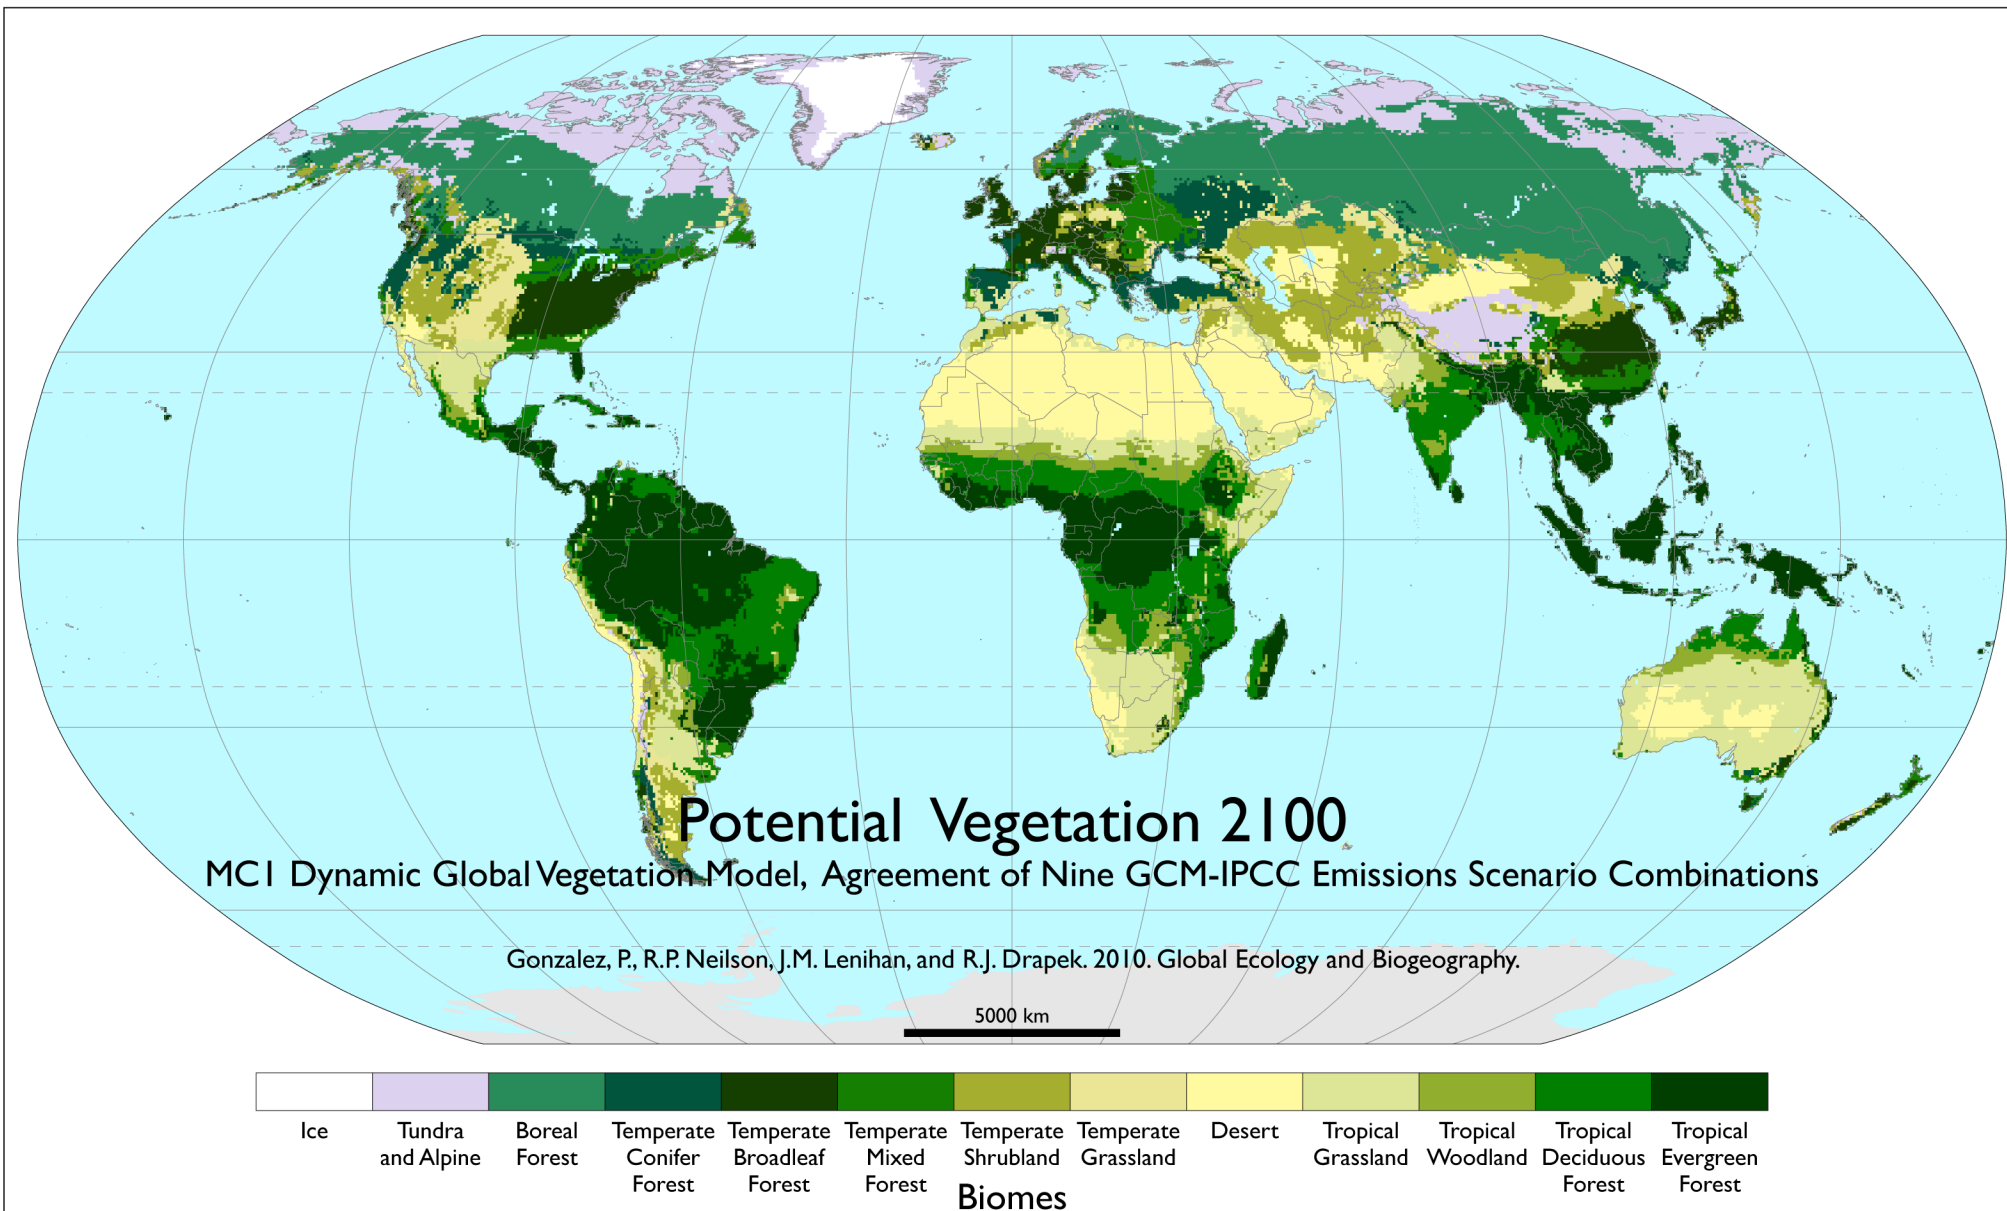 Potential Vegetation 2100
MC1 Dynamic Global Vegetation Model, Agreement of Nine GCM-IPCC Emissions Scenario Combinations
Gonzalez, P., R.P. Neilson, J.M. Lenihan, and R.J. Drapek. 2010. Global Ecology and Biogeography.
5000 km
Ice
Tundra
and Alpine
Boreal
Forest
Temperate
Conifer
Forest
Temperate
Broadleaf
Forest
Temperate
Mixed
Forest
Temperate
Shrubland
Temperate
Grassland
Desert
Tropical
Grassland
Tropical
Woodland
Tropical
Deciduous
Forest
Tropical
Evergreen
Forest
Biomes